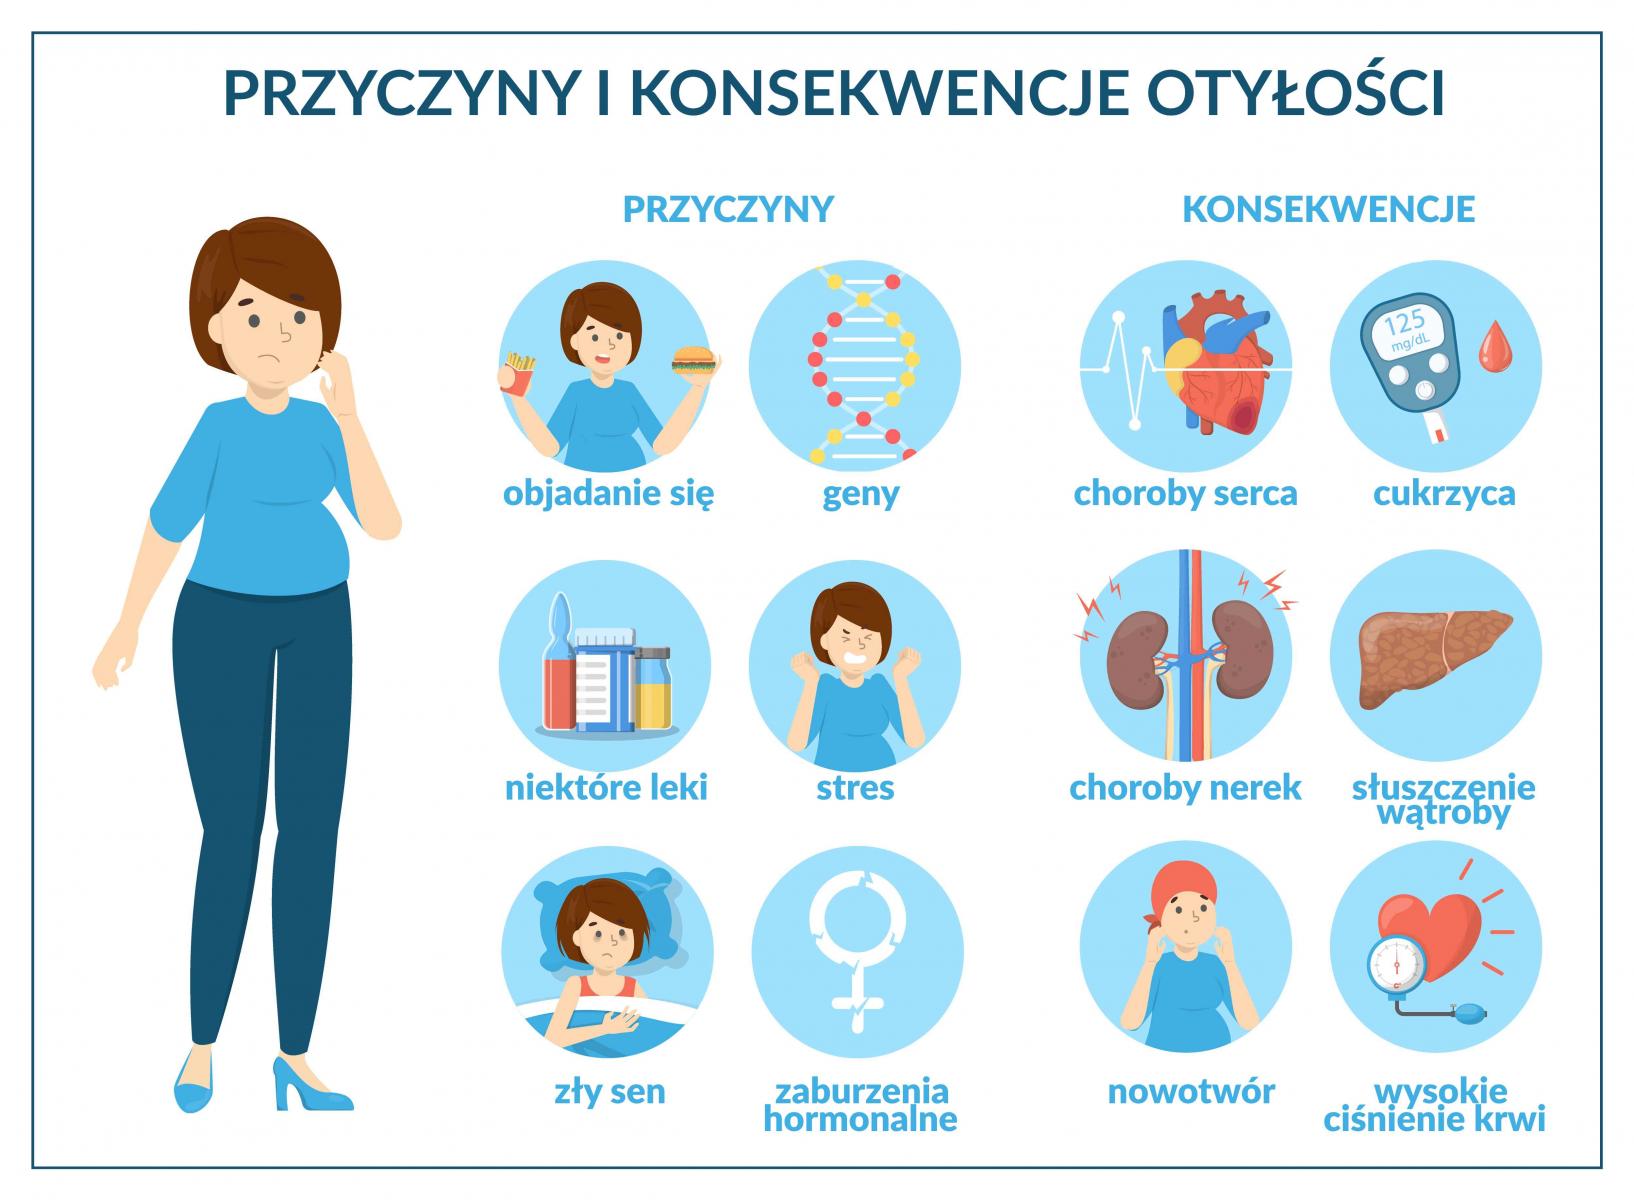 PRZYCZYNY I KONSEKWENCJE OTYŁOŚCI
PRZYCZYNY
objadanie się
geny
niektóre leki
stres
zły sen
zaburzenia
hormonalne
KONSEKWENCJE
125
mg/dL
choroby serca
cukrzyca
choroby nerek
słuszczenie
wątroby
nowotwór
wysokie
ciśnienie krwi